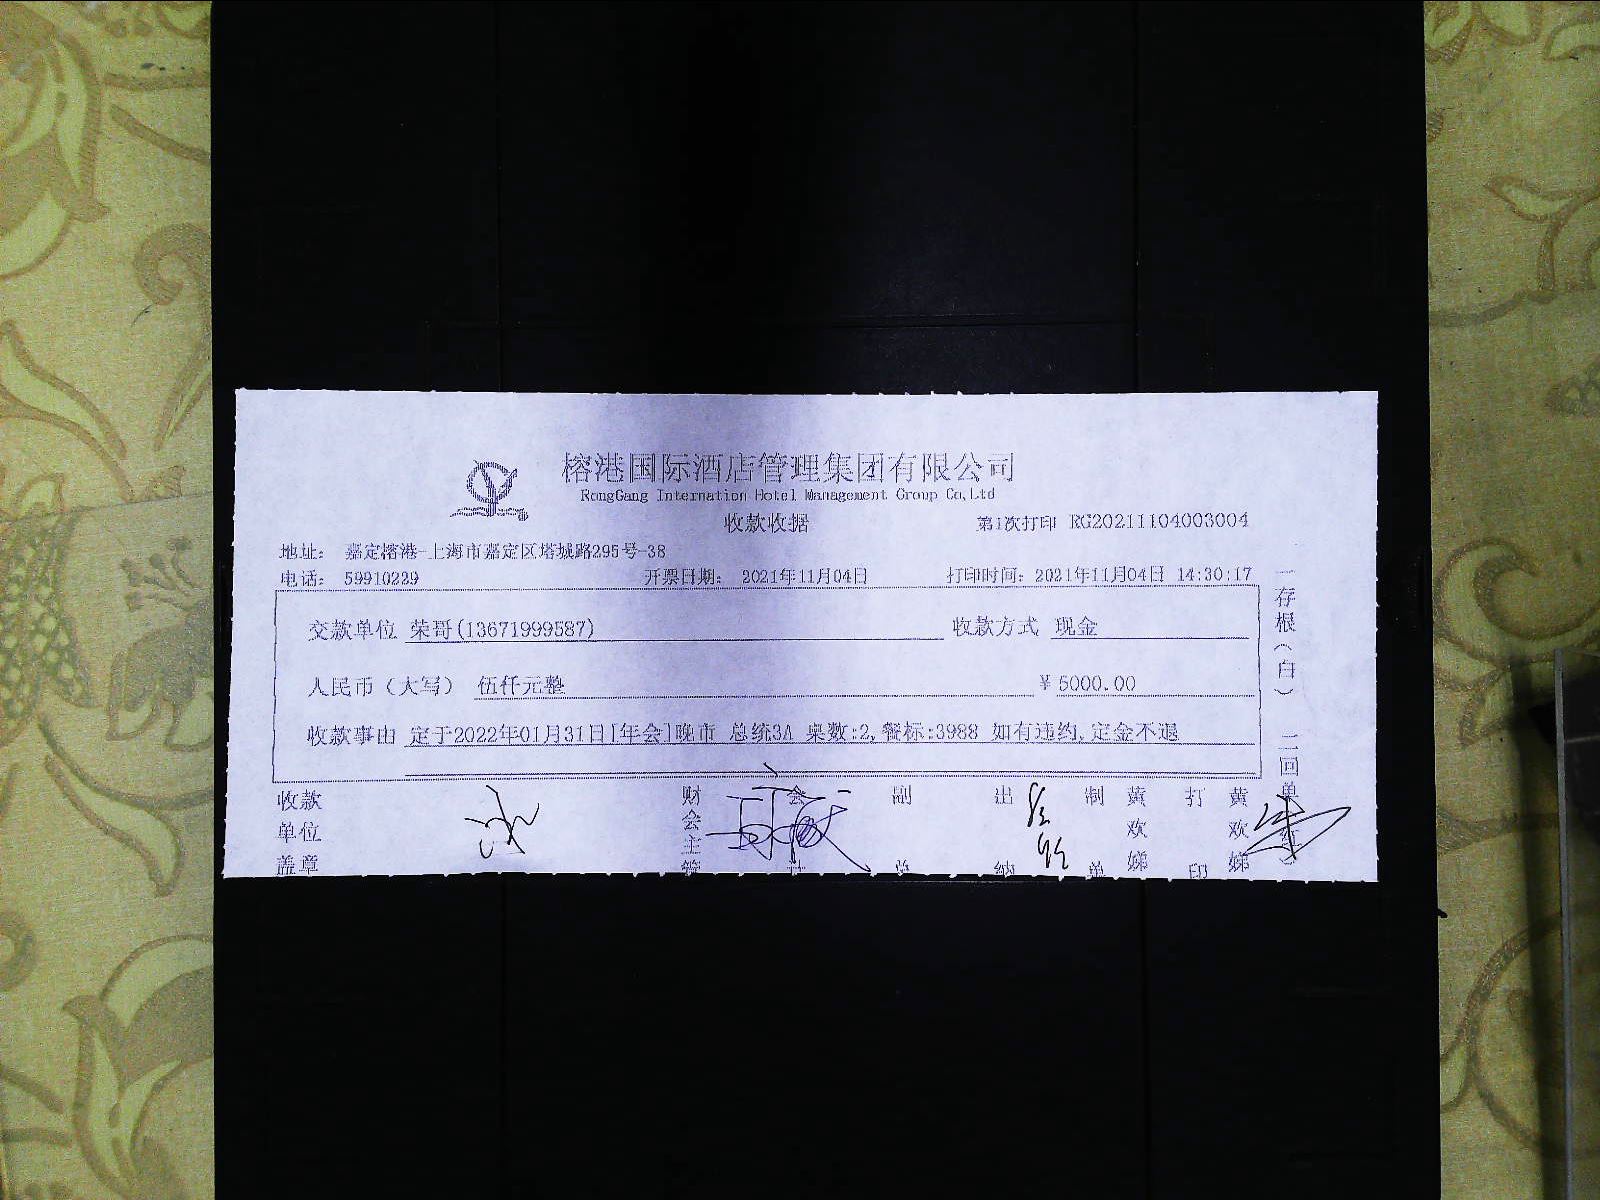 榕港国际酒店管理集团有限公司
RongGang Internation Hotel Management Group Co,Ltd
收款收据
第1次打印 RG20211104003004
地址: 嘉定榕港-上海市嘉定区塔城路295号-38
电话: 59910229 开票日期: 2021年11月04日 打印时间: 2021年11月04日 14:30:17
交款单位 荣哥(13671999587) 收款方式 现金
人民币(大写) 伍仟元整 ¥5000.00
收款事由 定于2022年01月31日[年会]晚市 总统3A 桌数:2,餐标:3988 如有违约,定金不退
收款单位盖章 财会主管 会计 副总 出纳 制单 黄欢娣 打印 黄欢娣
一存根(白) 二回单(红)